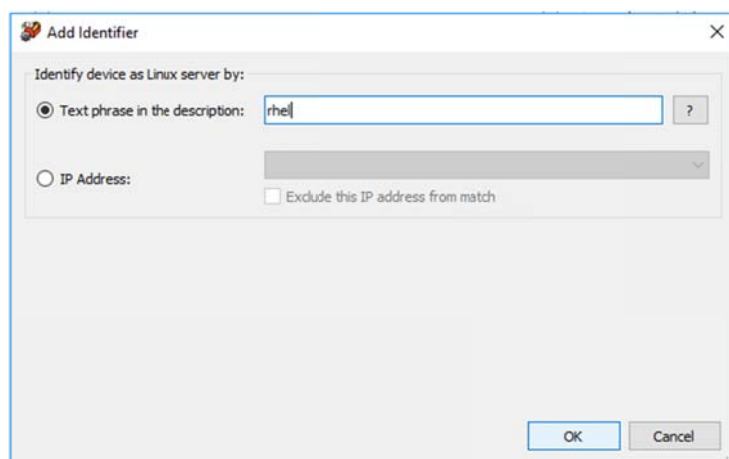 Add Identifier
Identify device as Linux server by:
Text phrase in the description: rhel ?
IP Address:
Exclude this IP address from match
OK Cancel